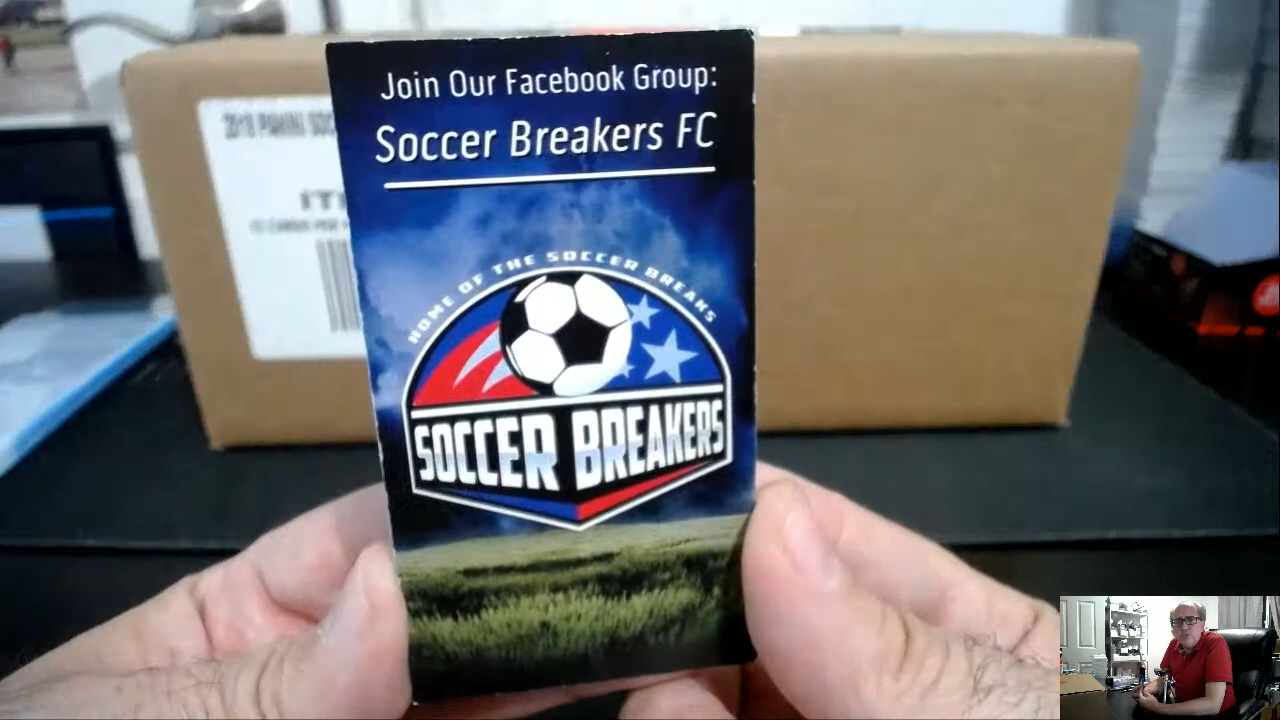 Join Our Facebook Group:
Soccer Breakers FC
HOME OF THE SOCCER BREAKS
SOCCER BREAKERS